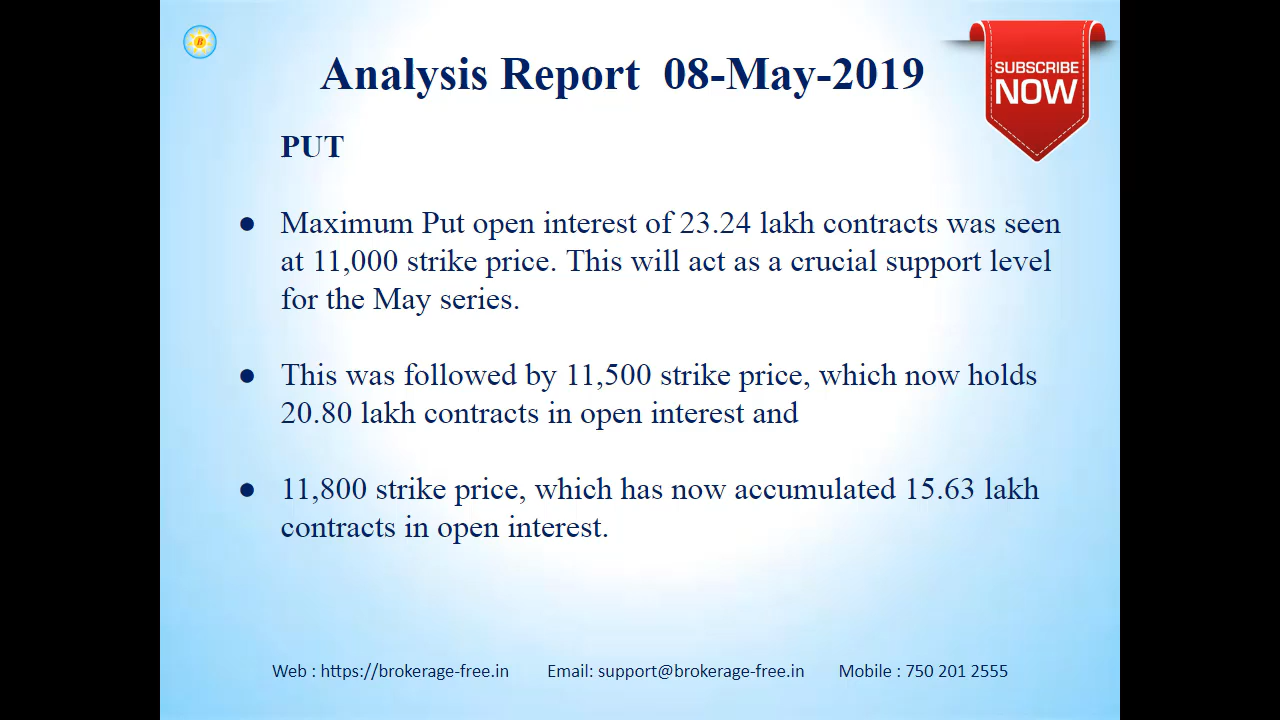 Analysis Report  08-May-2019
SUBSCRIBE
NOW
PUT
● Maximum Put open interest of 23.24 lakh contracts was seen
at 11,000 strike price. This will act as a crucial support level
for the May series.
● This was followed by 11,500 strike price, which now holds
20.80 lakh contracts in open interest and
● 11,800 strike price, which has now accumulated 15.63 lakh
contracts in open interest.
Web : https://brokerage-free.in Email: support@brokerage-free.in Mobile : 750 201 2555